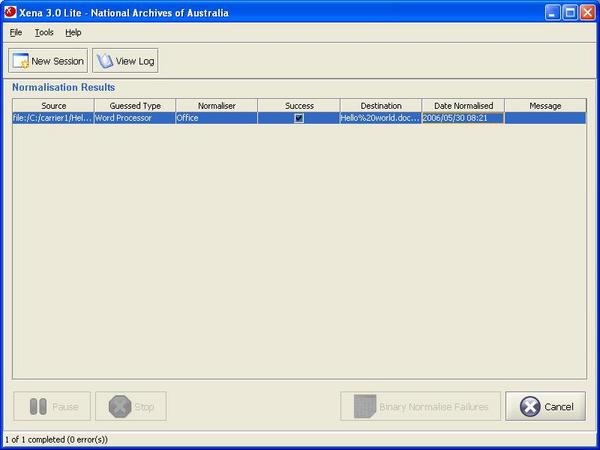 Xena 3.0 Lite - National Archives of Australia
File Tools Help
New Session View Log
Normalisation Results
Source Guessed Type Normaliser Success Destination Date Normalised Message
file:/C:/carrier1/Hel... Word Processor Office Hello%20world.doc... 2006/05/30 08:21
Pause Stop Binary Normalise Failures Cancel
1 of 1 completed (0 error(s))